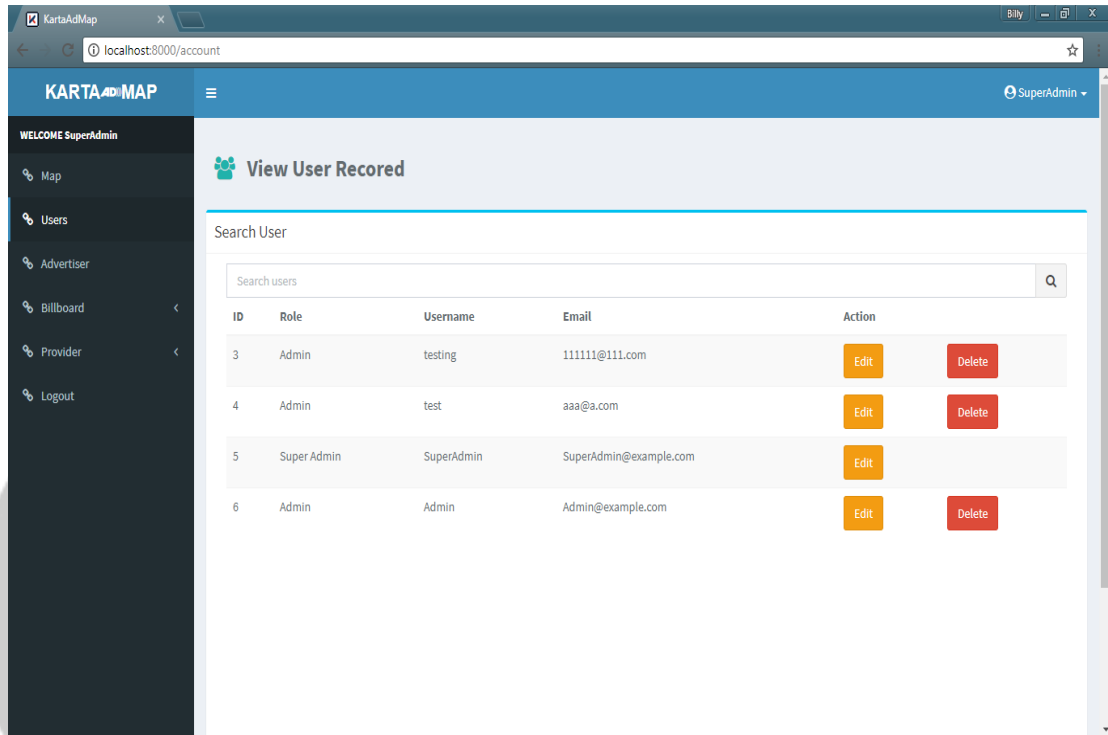 KartaAdMap
Billy
localhost:8000/account
KARTA AD MAP
SuperAdmin
WELCOME SuperAdmin
Map
Users
Advertiser
Billboard
Provider
Logout
View User Recored
Search User
Search users
ID Role Username Email Action
3 Admin testing 111111@111.com Edit Delete
4 Admin test aaa@a.com Edit Delete
5 Super Admin SuperAdmin SuperAdmin@example.com Edit
6 Admin Admin Admin@example.com Edit Delete